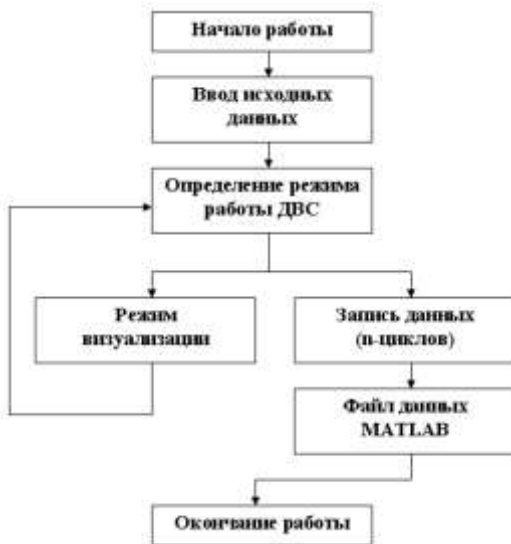 Начало работы
Ввод исходных
данных
Определение режима
работы ДВС
Режим
визуализации
Запись данных
(n-циклов)
Файл данных
MATLAB
Окончание работы